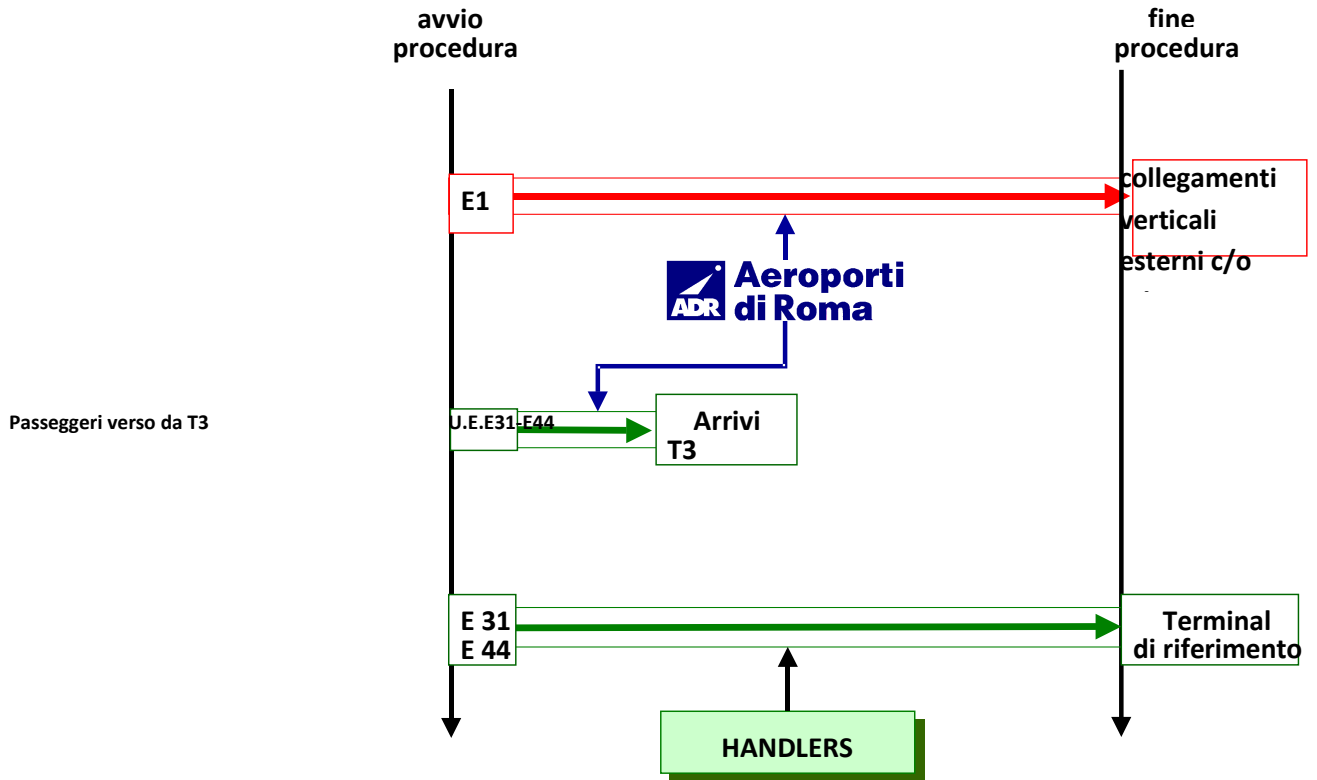 avvio
procedura
fine
procedura
E1
collegamenti
verticali
esterni c/o
ADR
Aeroporti
di Roma
Passeggeri verso da T3
U.E.E31-E44
Arrivi
T3
E 31
E 44
Terminal
di riferimento
HANDLERS